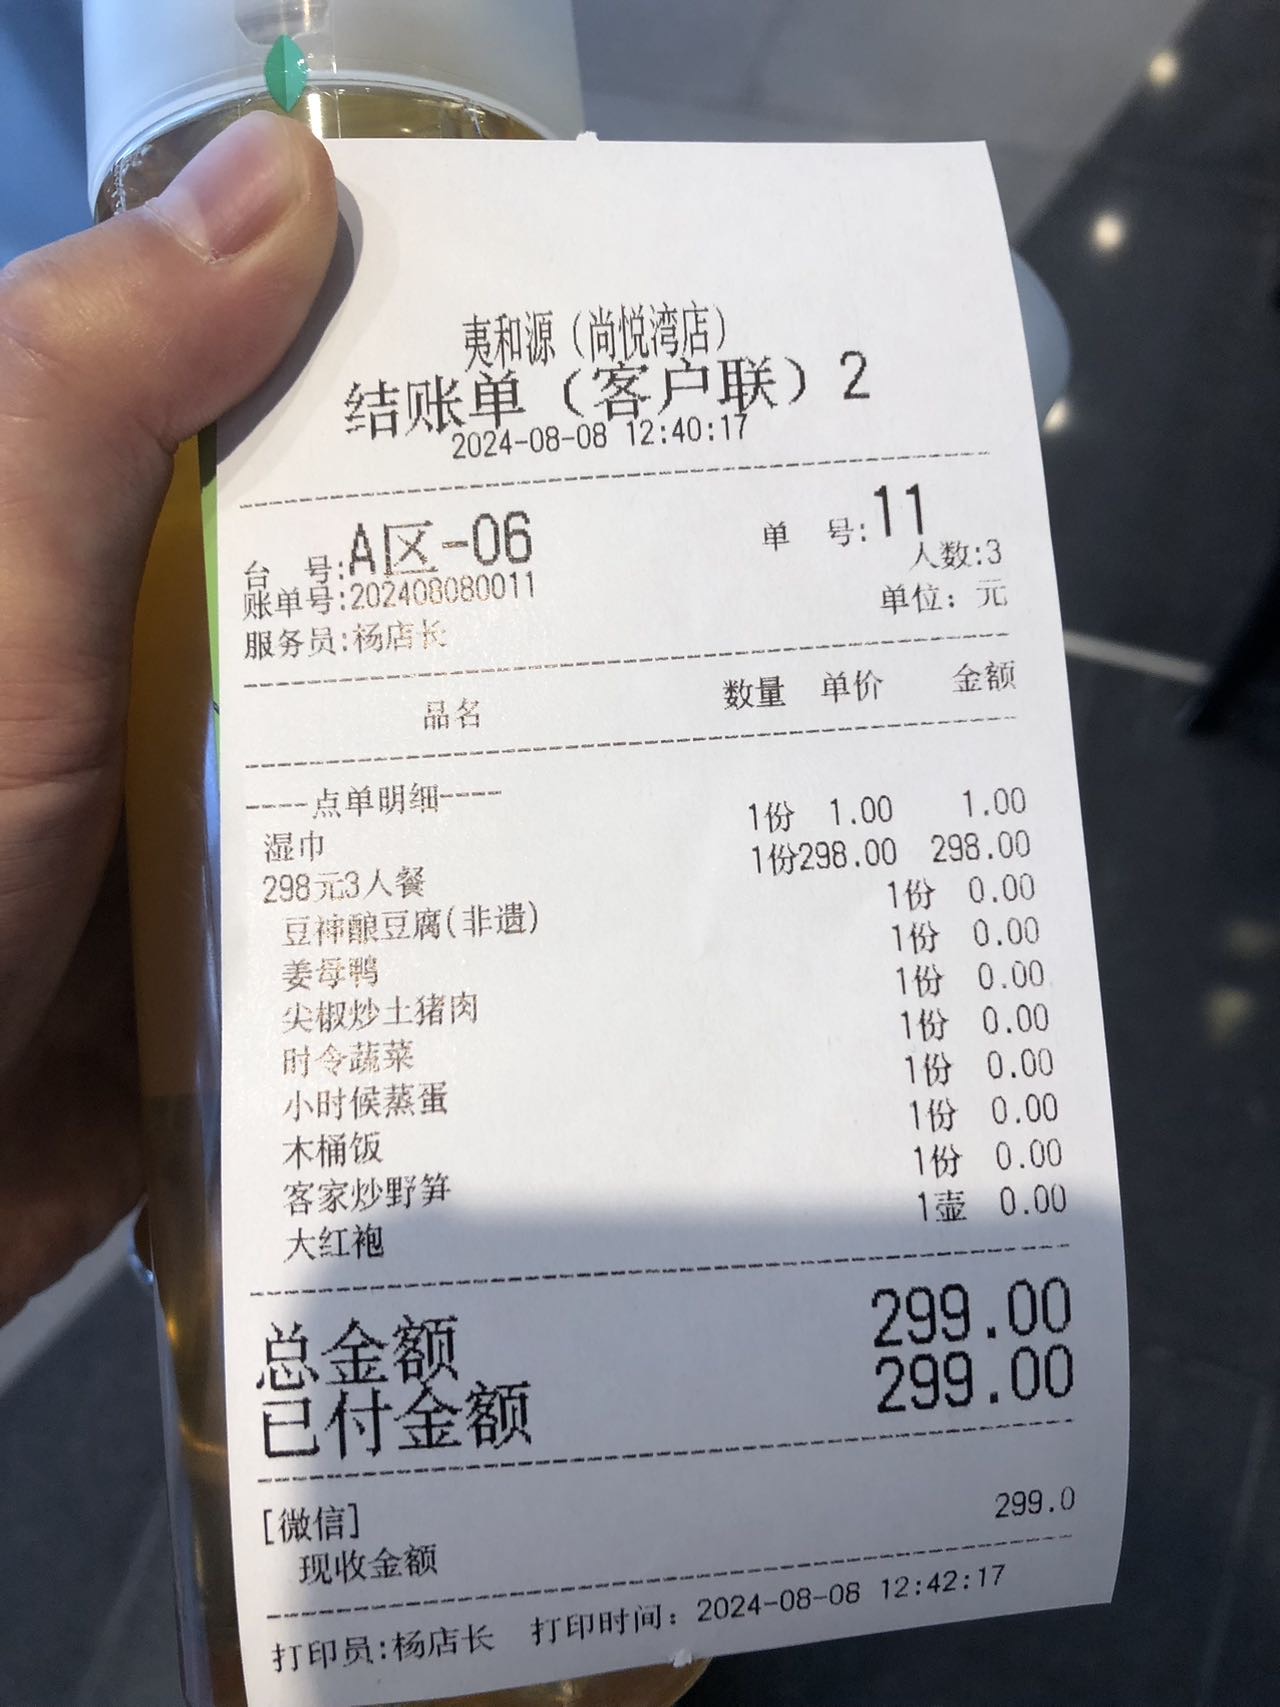 夷和源（尚悦湾店）
结账单（客户联）2
2024-08-08 12:40:17
台 号:A区-06 单 号:11
账单号:202408080011 人数:3
服务员:杨店长 单位：元
品名 数量 单价 金额
----点单明细----
湿巾 1份 1.00 1.00
298元3人餐 1份298.00 298.00
豆神酿豆腐(非遗) 1份 0.00
姜母鸭 1份 0.00
尖椒炒土猪肉 1份 0.00
时令蔬菜 1份 0.00
小时候蒸蛋 1份 0.00
木桶饭 1份 0.00
客家炒野笋 1份 0.00
大红袍 1壶 0.00
总金额 299.00
已付金额 299.00
[微信]
现收金额 299.0
打印员:杨店长 打印时间：2024-08-08 12:42:17